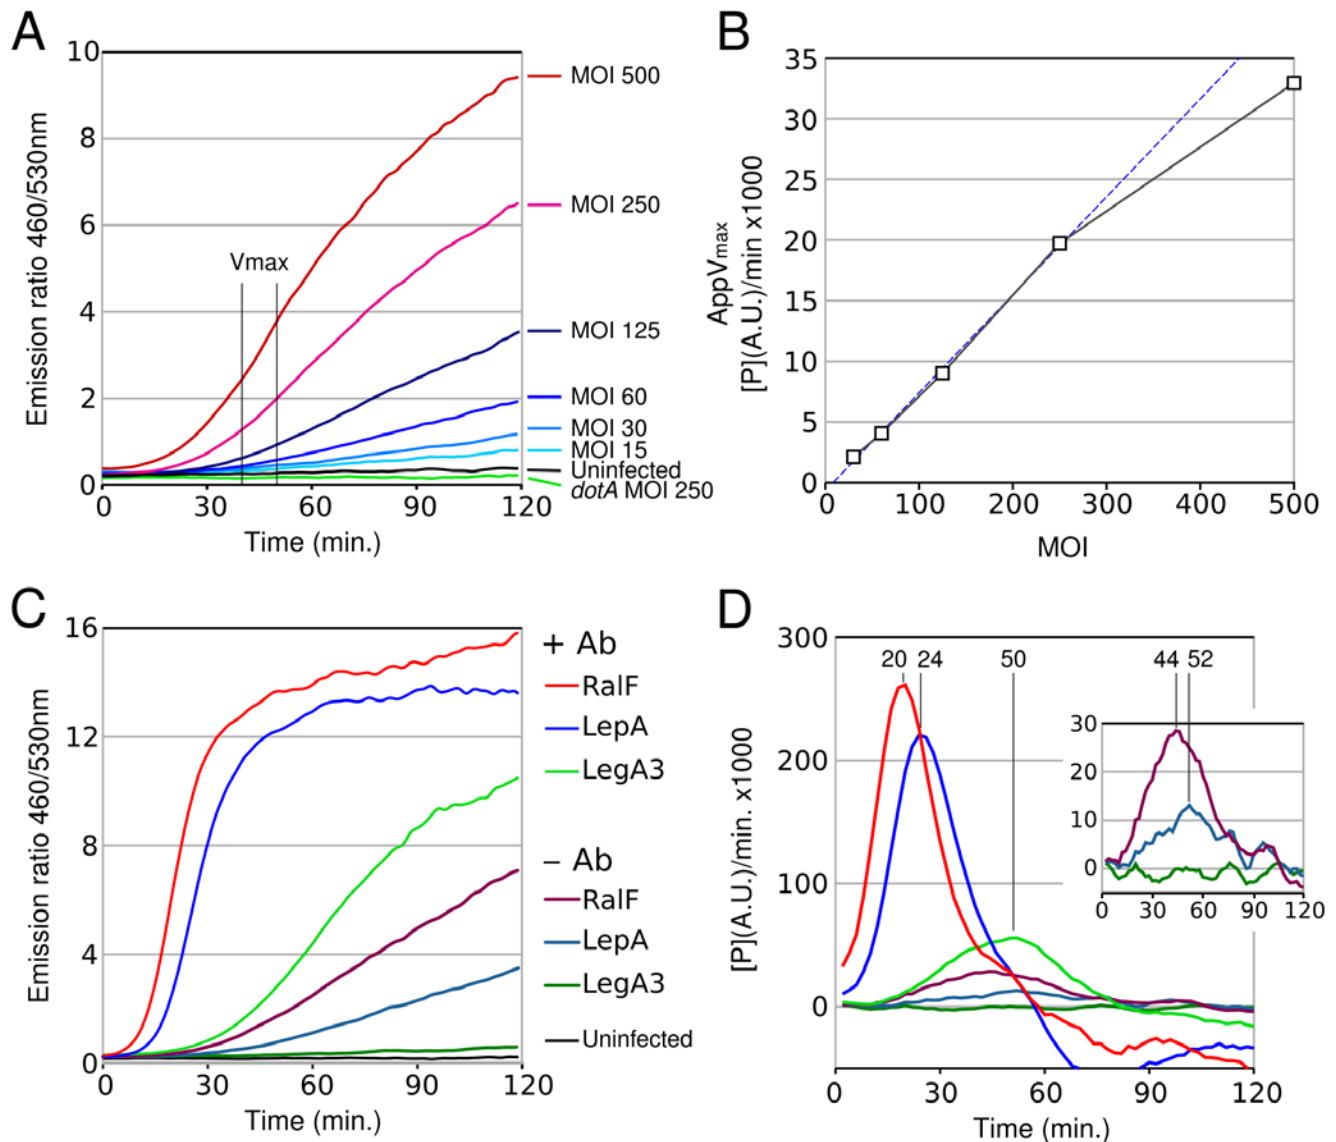 A
Emission ratio 460/530nm
10
8
6
4
2
0
Vmax
MOI 500
MOI 250
MOI 125
MOI 60
MOI 30
MOI 15
Uninfected
dotA MOI 250
0 30 60 90 120
Time (min.)
B
AppVmax
[P](A.U.)/min x1000
35
30
25
20
15
10
5
0
0 100 200 300 400 500
MOI
C
Emission ratio 460/530nm
16
12
8
4
0
+ Ab
RalF
LepA
LegA3
– Ab
RalF
LepA
LegA3
Uninfected
0 30 60 90 120
Time (min.)
D
[P](A.U.)/min. x1000
300
200
100
0
20 24 50 44 52
30
20
10
0
0 30 60 90 120
0 30 60 90 120
Time (min.)